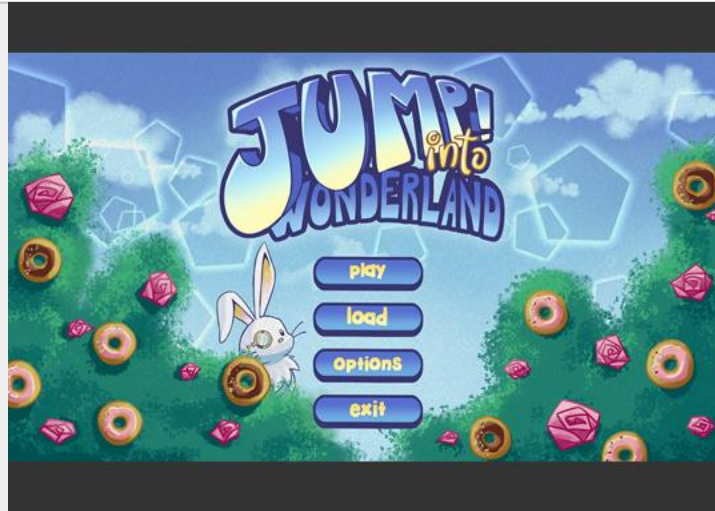 JUMP!
into
WONDERLAND
play
load
options
exit